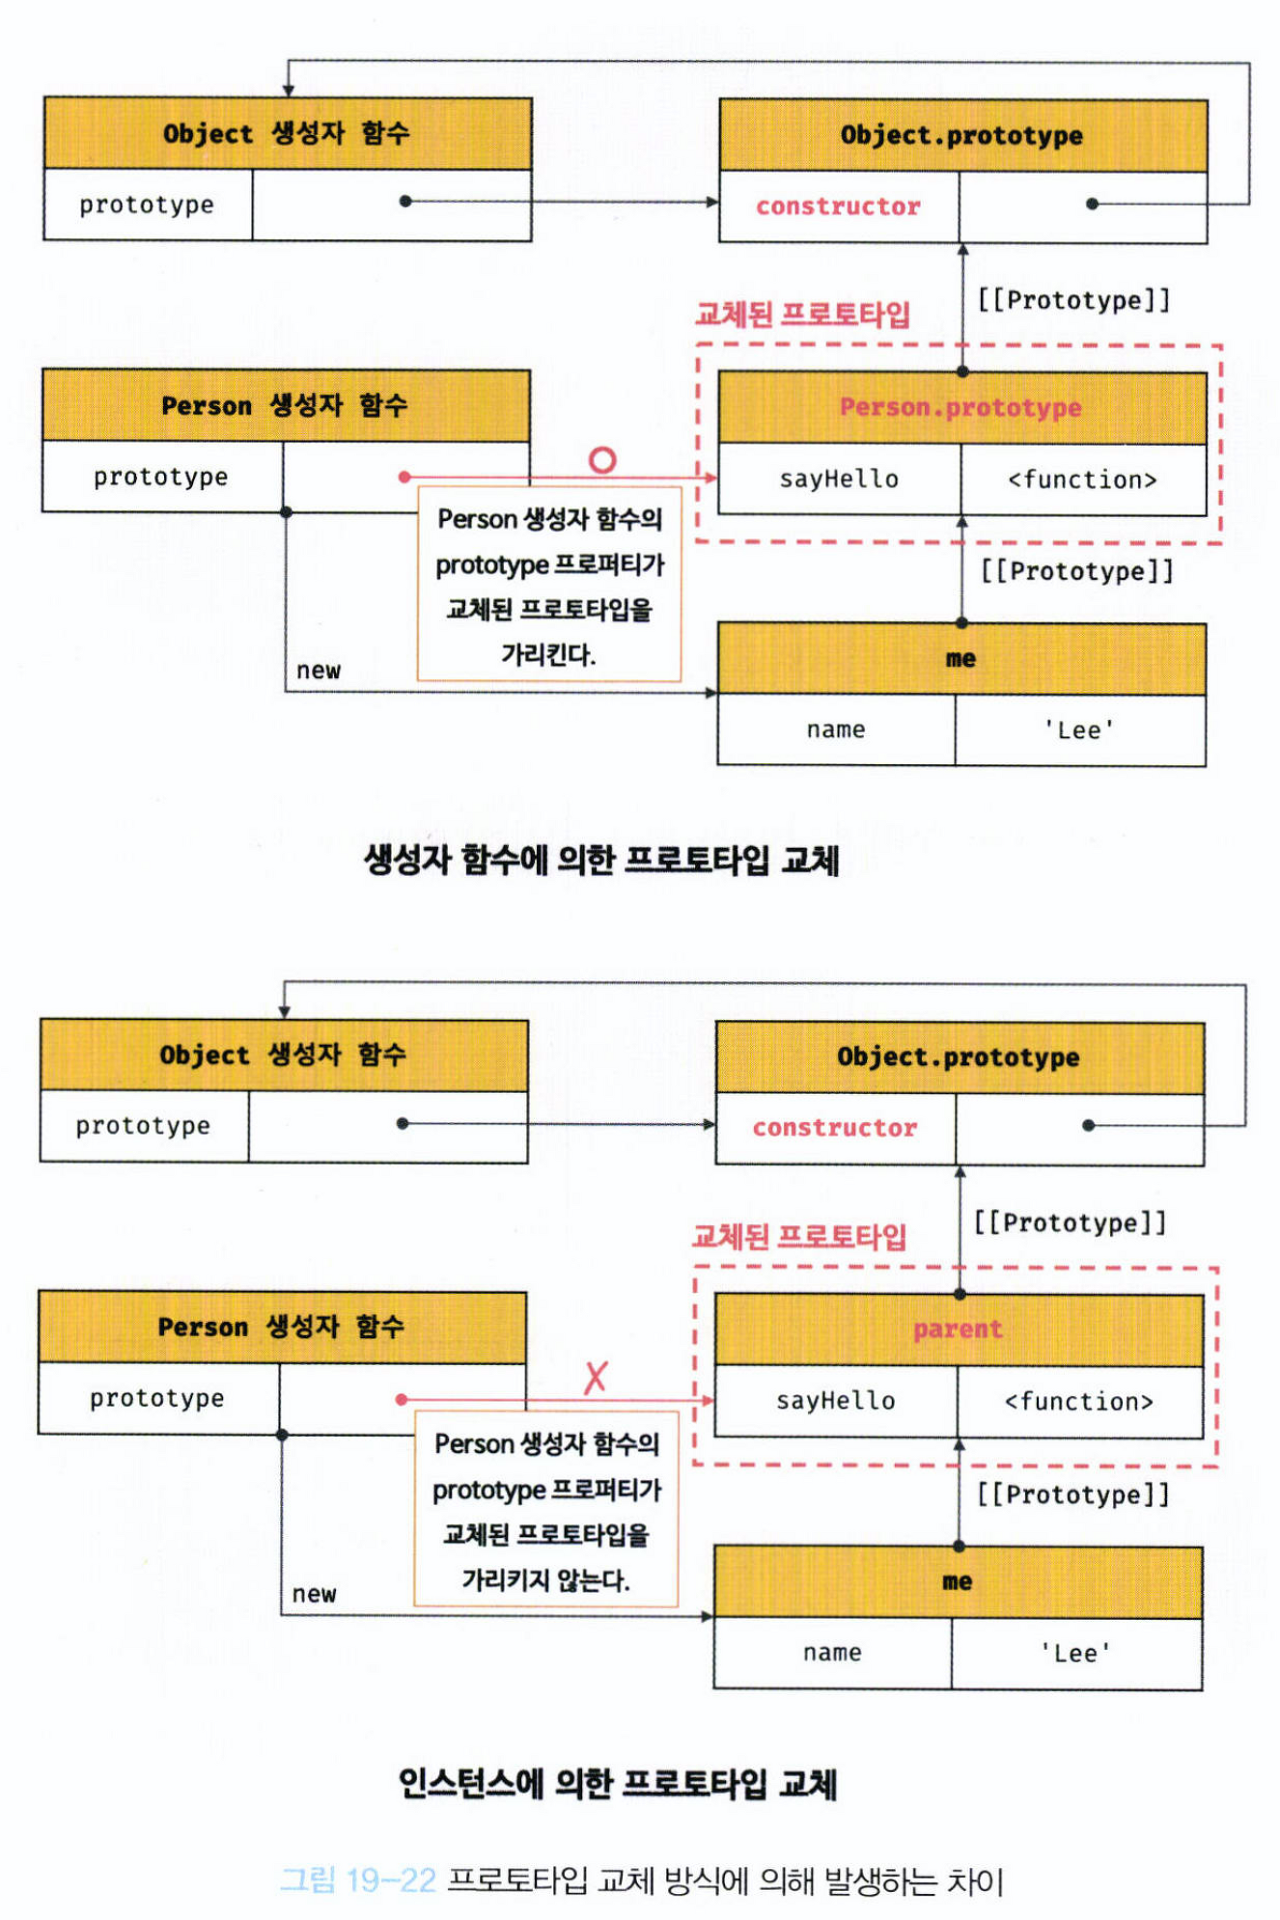 Object 생성자 함수
Object.prototype
prototype
constructor
[[Prototype]]
교체된 프로토타입
Person 생성자 함수
Person.prototype
prototype
sayHello
<function>
Person 생성자 함수의
prototype 프로퍼티가
교체된 프로토타입을
가리킨다.
[[Prototype]]
new
me
name
'Lee'
생성자 함수에 의한 프로토타입 교체
Object 생성자 함수
Object.prototype
prototype
constructor
[[Prototype]]
교체된 프로토타입
Person 생성자 함수
parent
prototype
sayHello
<function>
Person 생성자 함수의
prototype 프로퍼티가
교체된 프로토타입을
가리키지 않는다.
[[Prototype]]
new
me
name
'Lee'
인스턴스에 의한 프로토타입 교체
그림 19-22 프로토타입 교체 방식에 의해 발생하는 차이